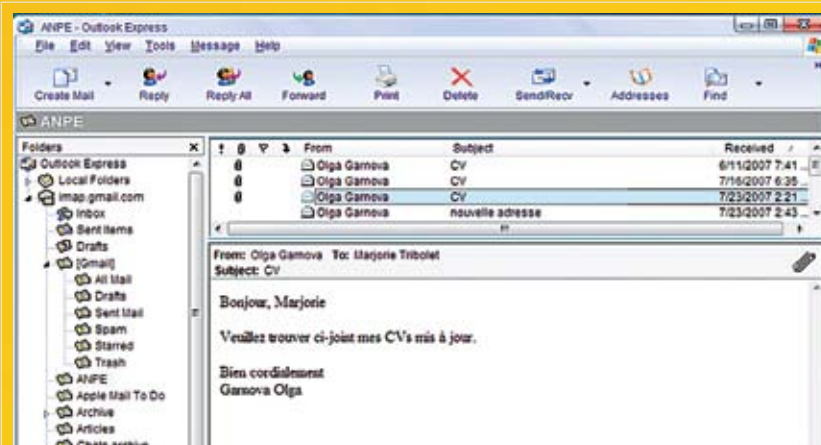 ANPE - Outlook Express
File Edit View Tools Message Help
Create Mail Reply Reply All Forward Print Delete Send/Recv Addresses Find
ANPE
Folders x
! From Subject Received
Outlook Express
Olga Garnova CV 6/11/2007 7:41 ...
Local Folders
Olga Garnova CV 7/16/2007 6:35 ...
imap.gmail.com
Olga Garnova CV 7/23/2007 2:21 ...
Inbox
Olga Garnova nouvelle adresse 7/23/2007 2:43 ...
Sent Items
Drafts
[Gmail]
All Mail
Drafts
Sent Mail
Spam
Starred
Trash
ANPE
Apple Mail To Do
Archive
Articles
Chats archive
From: Olga Garnova To: Marjorie Tribolet
Subject: CV
Bonjour, Marjorie
Veuillez trouver ci-joint mes CVs mis à jour.
Bien cordialement
Garnova Olga